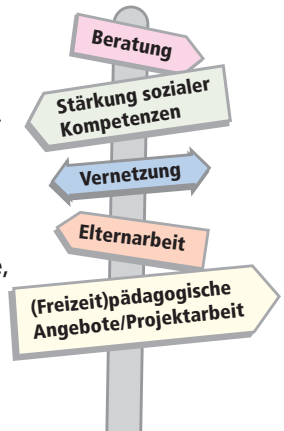 Beratung
Stärkung sozialer
Kompetenzen
Vernetzung
Elternarbeit
(Freizeit)pädagogische
Angebote/Projektarbeit